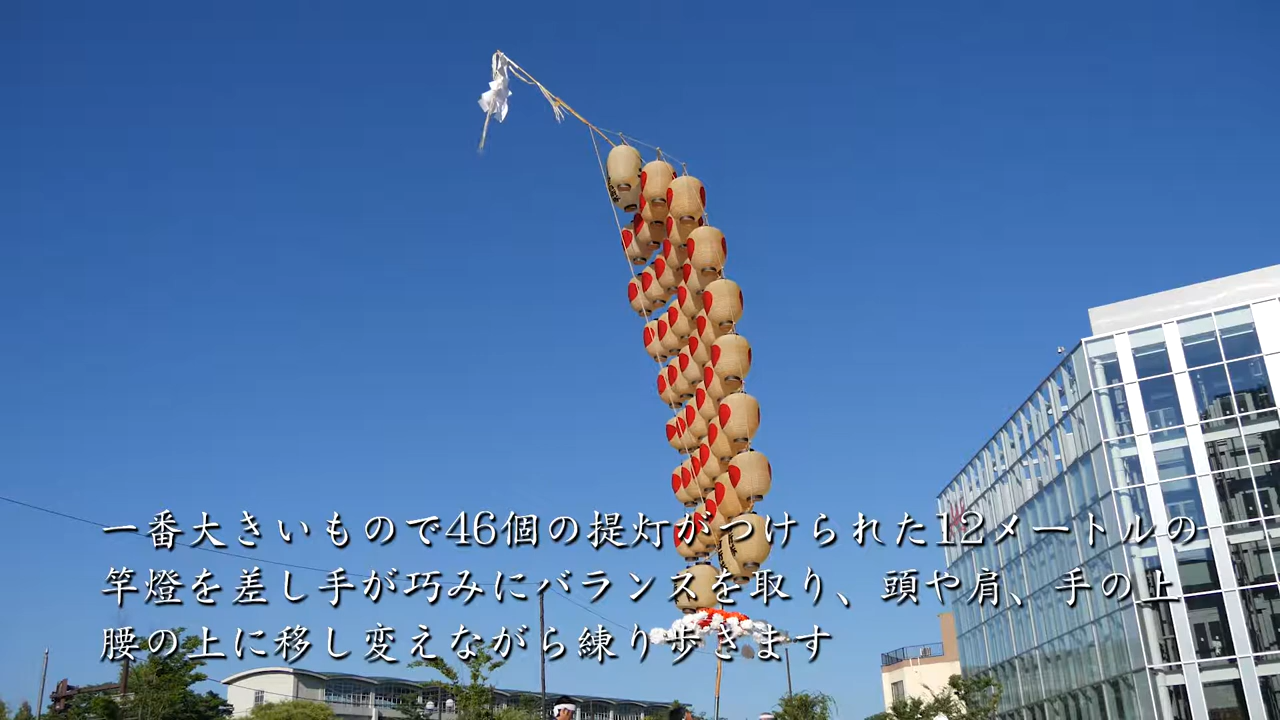 一番大きいもので46個の提灯がつけられた12メートルの
竿燈を差し手が巧みにバランスを取り、頭や肩、手の上
腰の上に移し変えながら練り歩きます